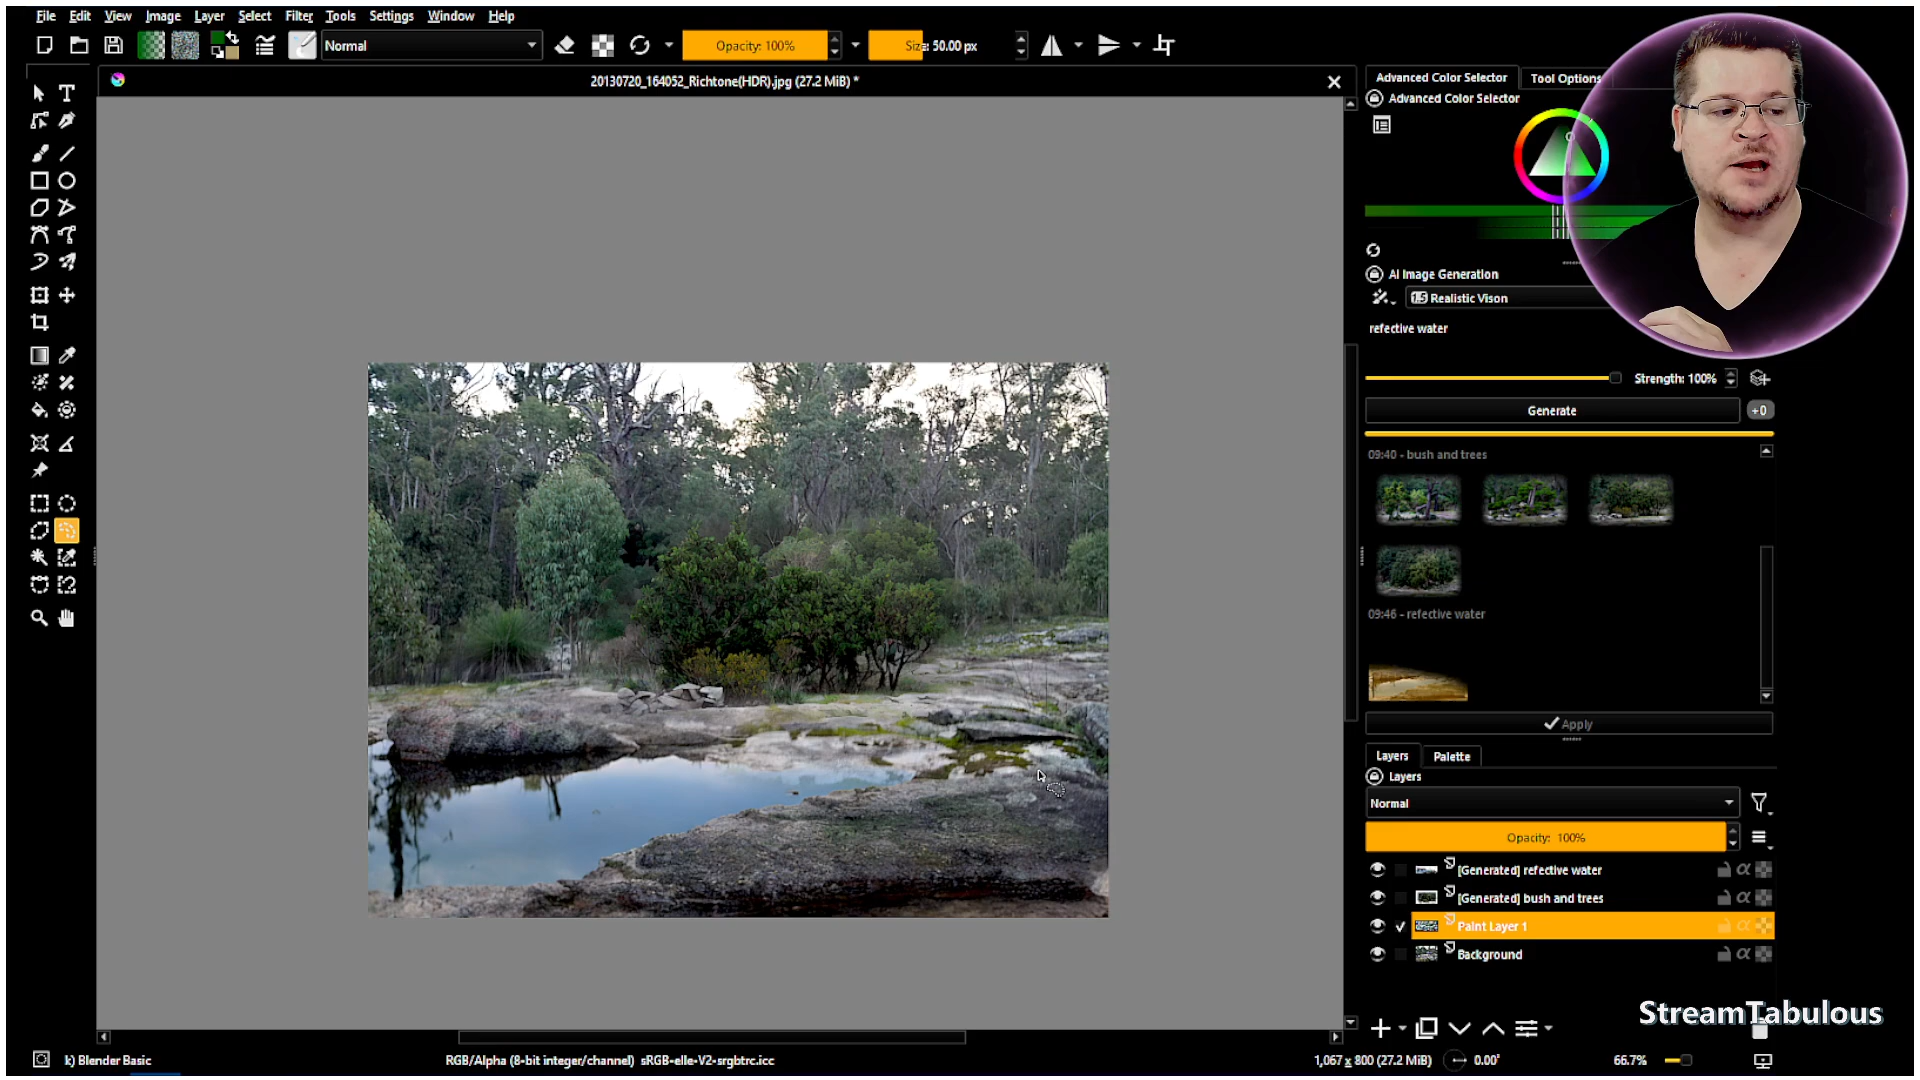 File Edit View Image Layer Select Filter Tools Settings Window Help
Normal Opacity: 100% Size: 50.00 px
20130720_164052_Richtone(HDR).jpg (27.2 MiB) *
Advanced Color Selector Tool Options
Advanced Color Selector
AI Image Generation
1.5 Realistic Vison
refective water
Strength: 100%
Generate +0
09:40 - bush and trees
09:46 - refective water
Apply
Layers Palette
Layers
Normal
Opacity: 100%
[Generated] refective water
[Generated] bush and trees
Paint Layer 1
Background
StreamTabulous
k) Blender Basic RGB/Alpha (8-bit integer/channel) sRGB-elle-V2-srgbtrc.icc 1,067 x 800 (27.2 MiB) 0.00° 66.7%